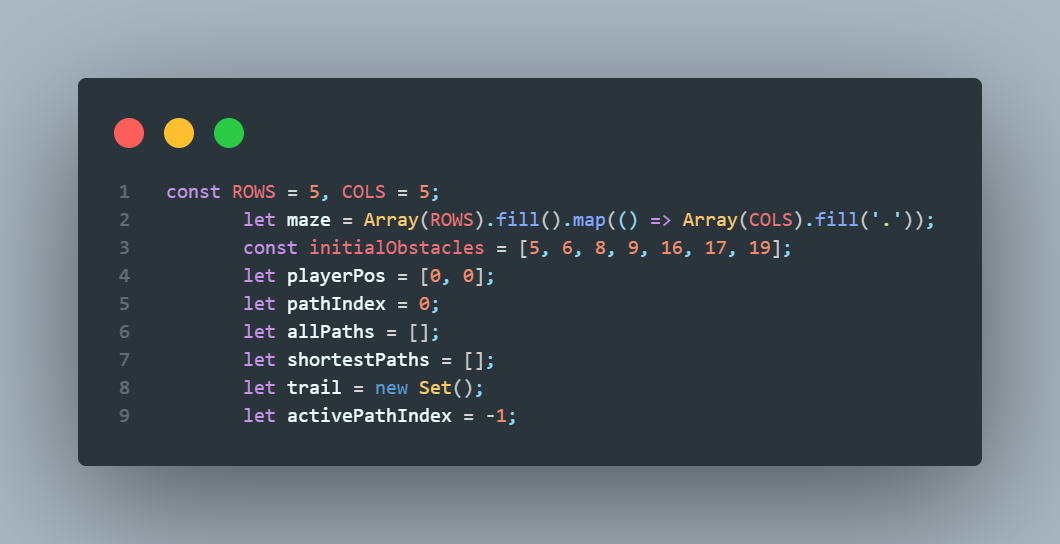 1 const ROWS = 5, COLS = 5;
2 let maze = Array(ROWS).fill().map(() => Array(COLS).fill('.'));
3 const initialObstacles = [5, 6, 8, 9, 16, 17, 19];
4 let playerPos = [0, 0];
5 let pathIndex = 0;
6 let allPaths = [];
7 let shortestPaths = [];
8 let trail = new Set();
9 let activePathIndex = -1;